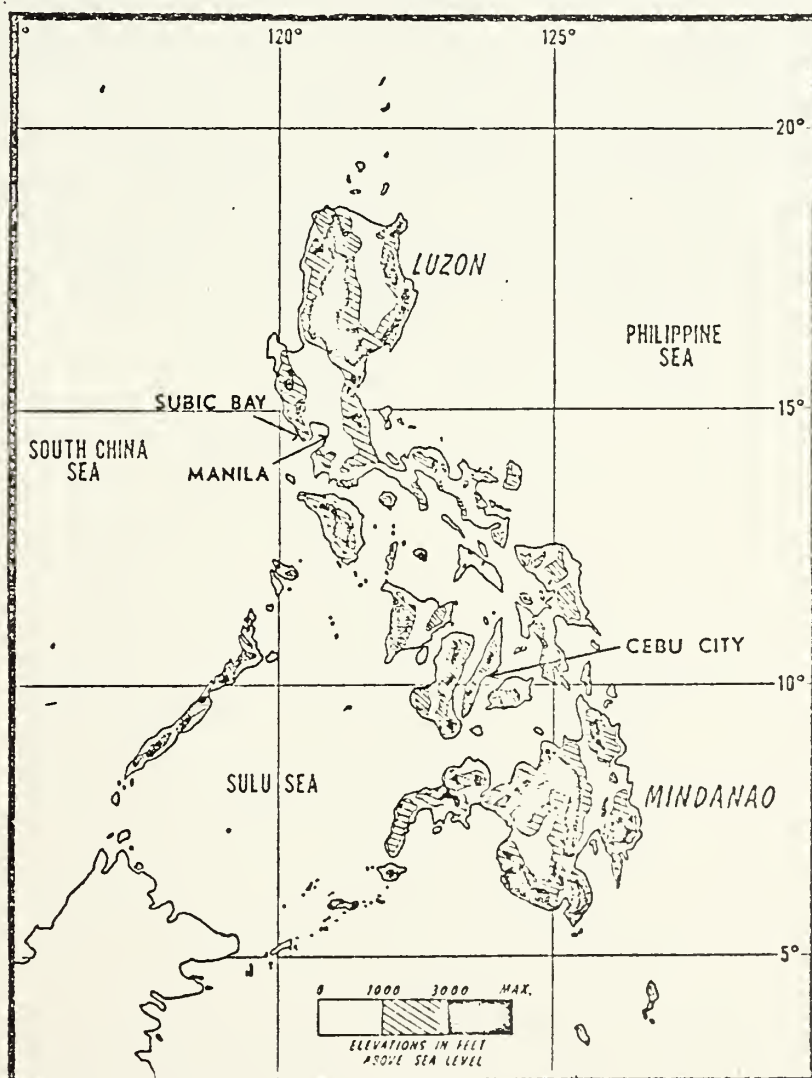 120° 125°
20°
LUZON
PHILIPPINE
SEA
SUBIC BAY
15°
SOUTH CHINA
SEA
MANILA
CEBU CITY
10°
SULU SEA
MINDANAO
5°
0 1000 3000 MAX.
ELEVATIONS IN FEET
ABOVE SEA LEVEL